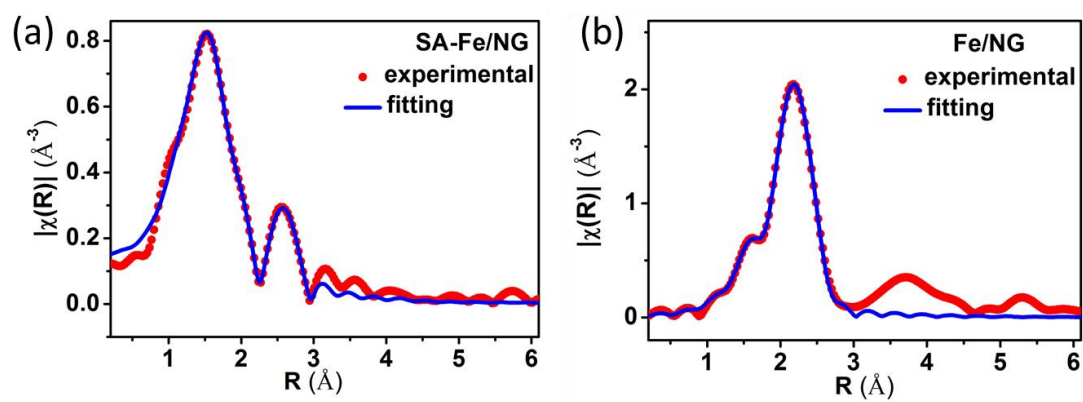 (a)
SA-Fe/NG
experimental
fitting
|χ(R)| (Å⁻³)
0.8
0.6
0.4
0.2
0.0
1 2 3 4 5 6
R (Å)
(b)
Fe/NG
experimental
fitting
|χ(R)| (Å⁻³)
2
1
0
1 2 3 4 5 6
R (Å)